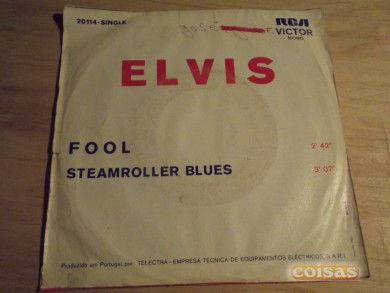 20114-SINGLE
RCA
VICTOR
MONO
ELVIS
FOOL 2' 42"
STEAMROLLER BLUES 3' 07"
Produzido em Portugal por: TELECTRA-EMPRESA TÉCNICA DE EQUIPAMENTOS ELÉCTRICOS, S.A.R.L.
coisas